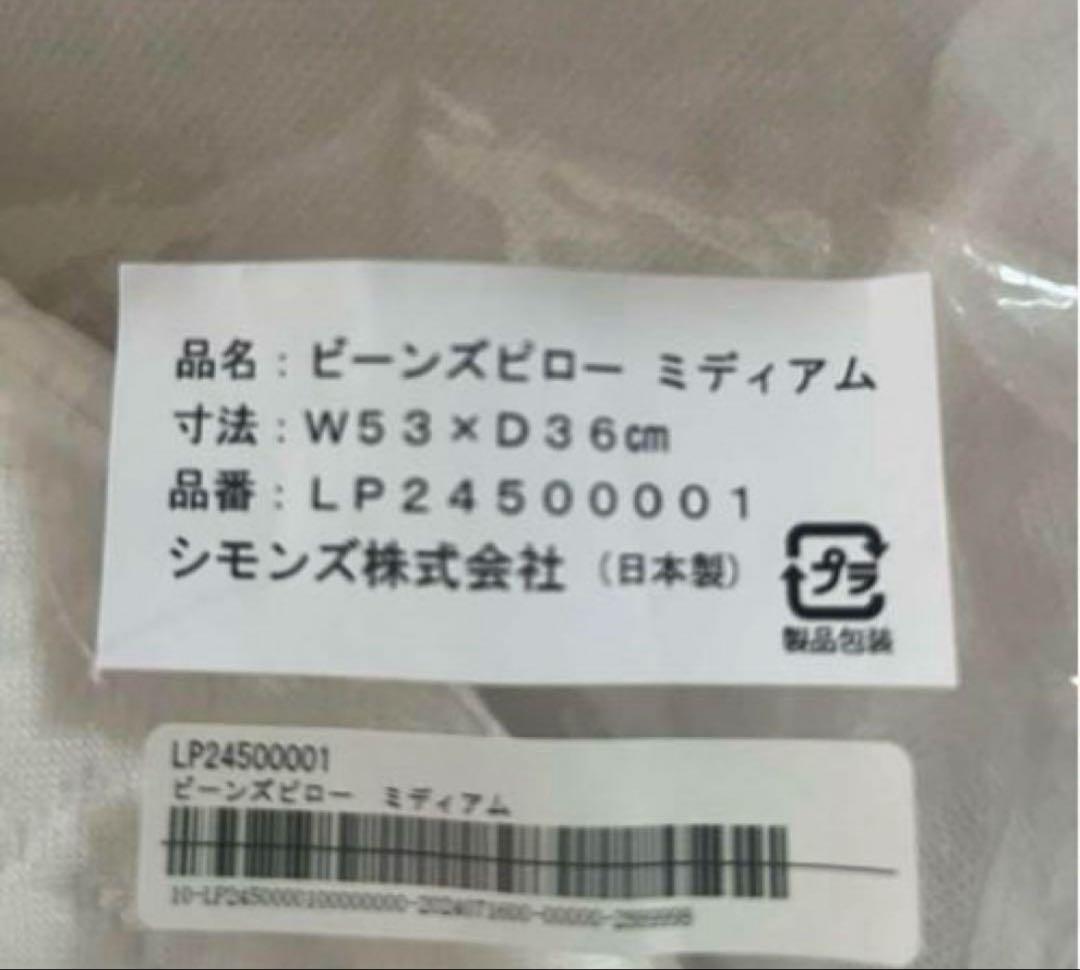 品名：ビーンズピロー ミディアム
寸法：W53×D36㎝
品番：LP24500001
シモンズ株式会社（日本製）
プラ
製品包装
LP24500001
ビーンズピロー ミディアム